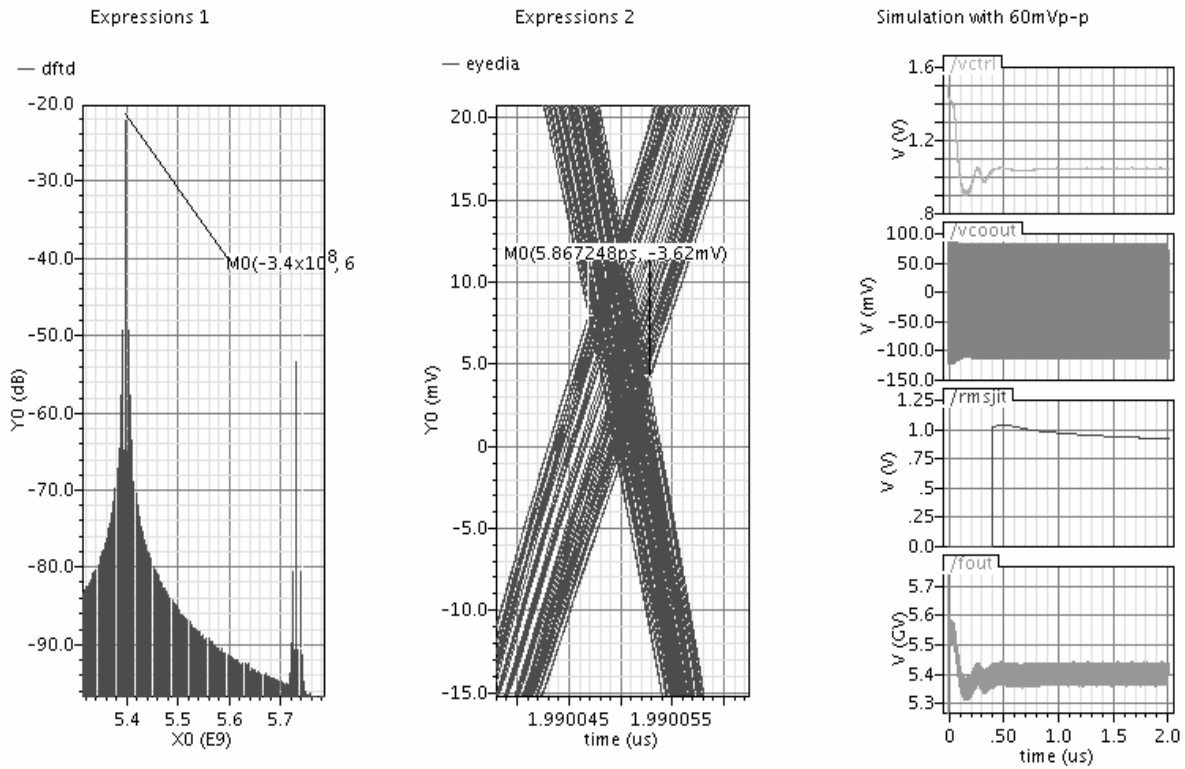 Expressions 1
dftd
-20.0
-30.0
-40.0
-50.0
-60.0
-70.0
-80.0
-90.0
Y0 (dB)
M0(-3.4x10⁸, 6
5.4 5.5 5.6 5.7
X0 (E9)
Expressions 2
eyedia
20.0
15.0
10.0
5.0
0
-5.0
-10.0
-15.0
Y0 (mV)
M0(5.867248ps, -3.62mV)
1.990045 1.990055
time (us)
Simulation with 60mVp-p
/vctrl
1.6
1.2
.8
V (V)
/vcoout
100.0
50.0
0
-50.0
-100.0
-150.0
V (mV)
/rmsjit
1.25
1.0
.75
.5
.25
0.0
V (V)
/fout
5.7
5.6
5.5
5.4
5.3
V (GV)
0 .50 1.0 1.5 2.0
time (us)